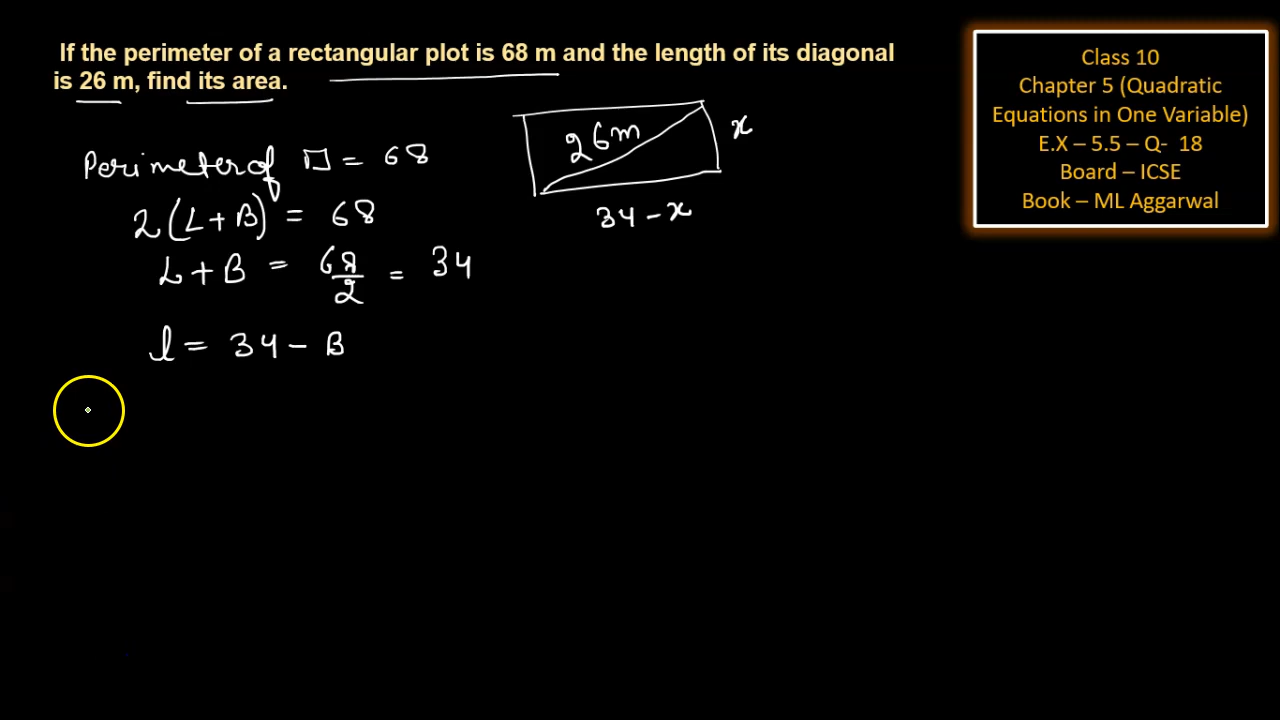 If the perimeter of a rectangular plot is 68 m and the length of its diagonal
is 26 m, find its area.
Perimeter of □ = 68
2(L+B) = 68
L+B = 68/2 = 34
l = 34 - B
26m
x
34-x
Class 10
Chapter 5 (Quadratic
Equations in One Variable)
E.X – 5.5 – Q- 18
Board – ICSE
Book – ML Aggarwal